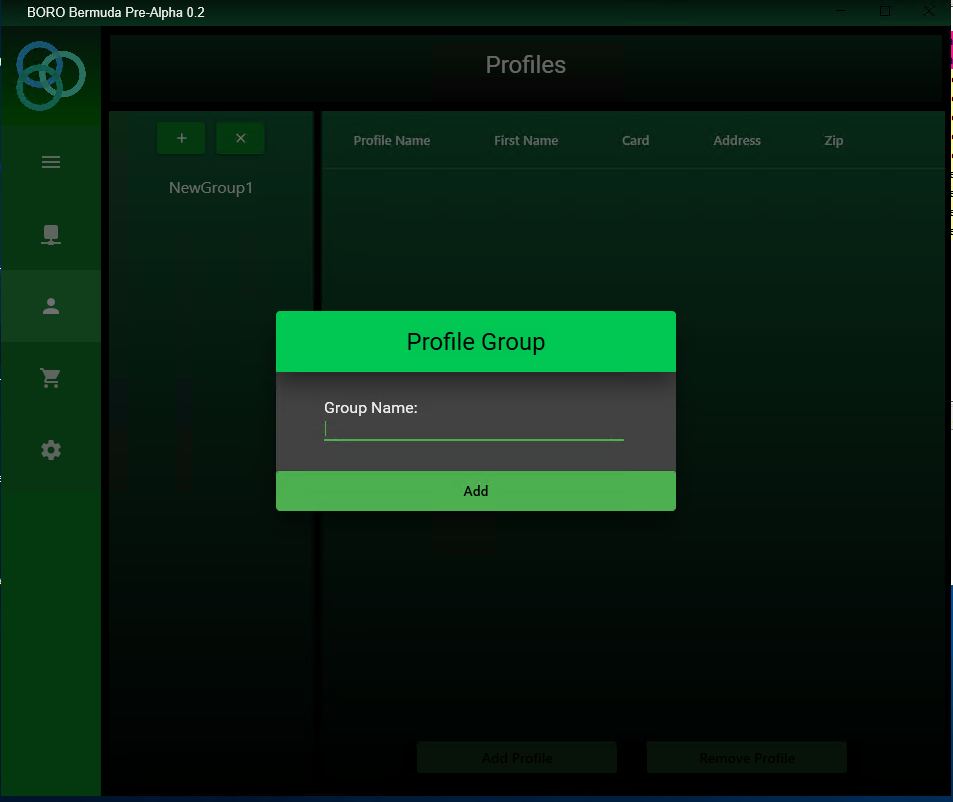 BORO Bermuda Pre-Alpha 0.2
Profiles
+ ×
Profile Name First Name Card Address Zip
NewGroup1
Profile Group
Group Name:
Add
Add Profile Remove Profile